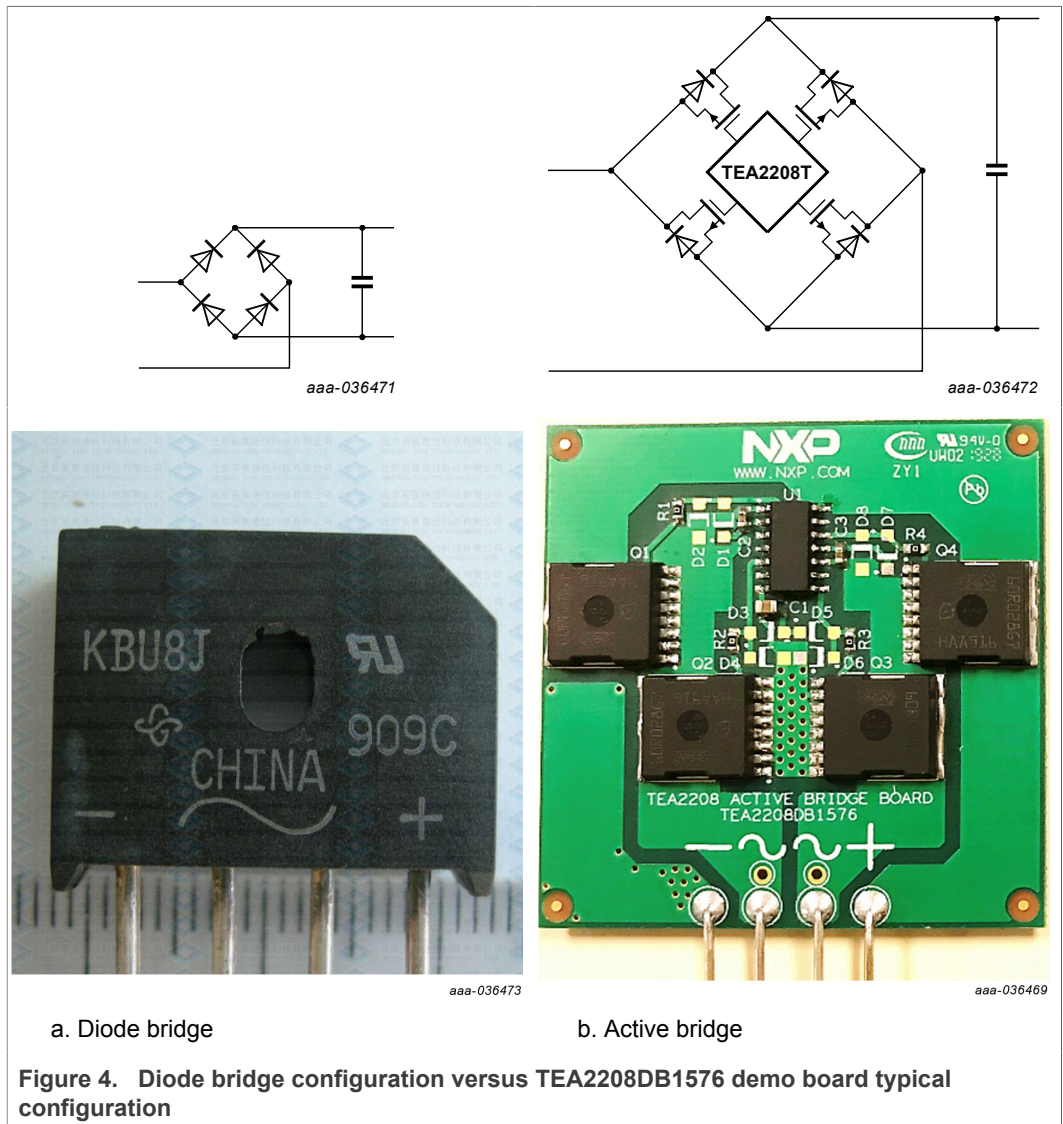 TEA2208T
aaa-036471
aaa-036472
KBU8J
909C
CHINA
NXP
WWW.NXP.COM
94V-0
UW02 1928
ZY1
Pb
U1
R1
D2
D1
C2
C3
D8
D7
R4
Q1
Q4
D3
C1
D5
R2
R3
Q2
D4
D6
Q3
TEA2208 ACTIVE BRIDGE BOARD
TEA2208DB1576
− ~ ~ +
aaa-036473
aaa-036469
a. Diode bridge
b. Active bridge
Figure 4. Diode bridge configuration versus TEA2208DB1576 demo board typical
configuration